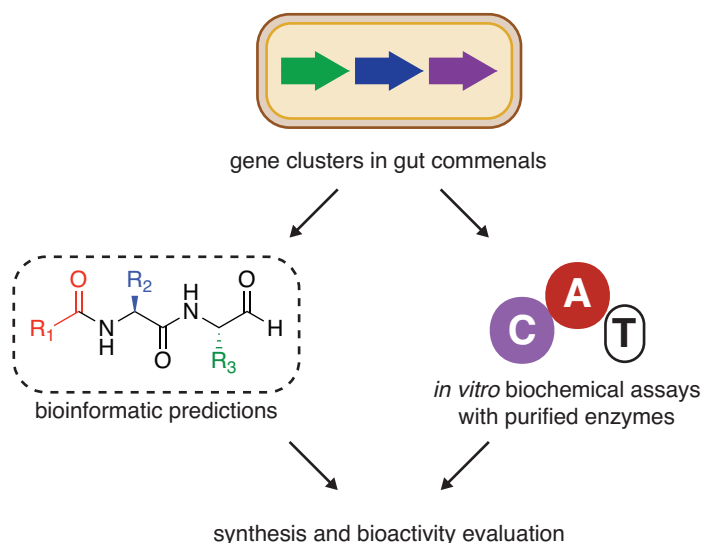 gene clusters in gut commenals
O
R2
H
N
O
R1
N
H
O
R3
H
bioinformatic predictions
C
A
T
in vitro biochemical assays
with purified enzymes
synthesis and bioactivity evaluation